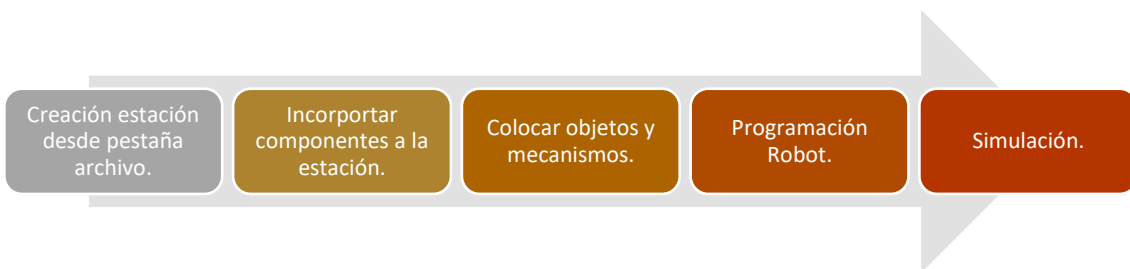 Creación estación
desde pestaña
archivo.
Incorportar
componentes a la
estación.
Colocar objetos y
mecanismos.
Programación
Robot.
Simulación.